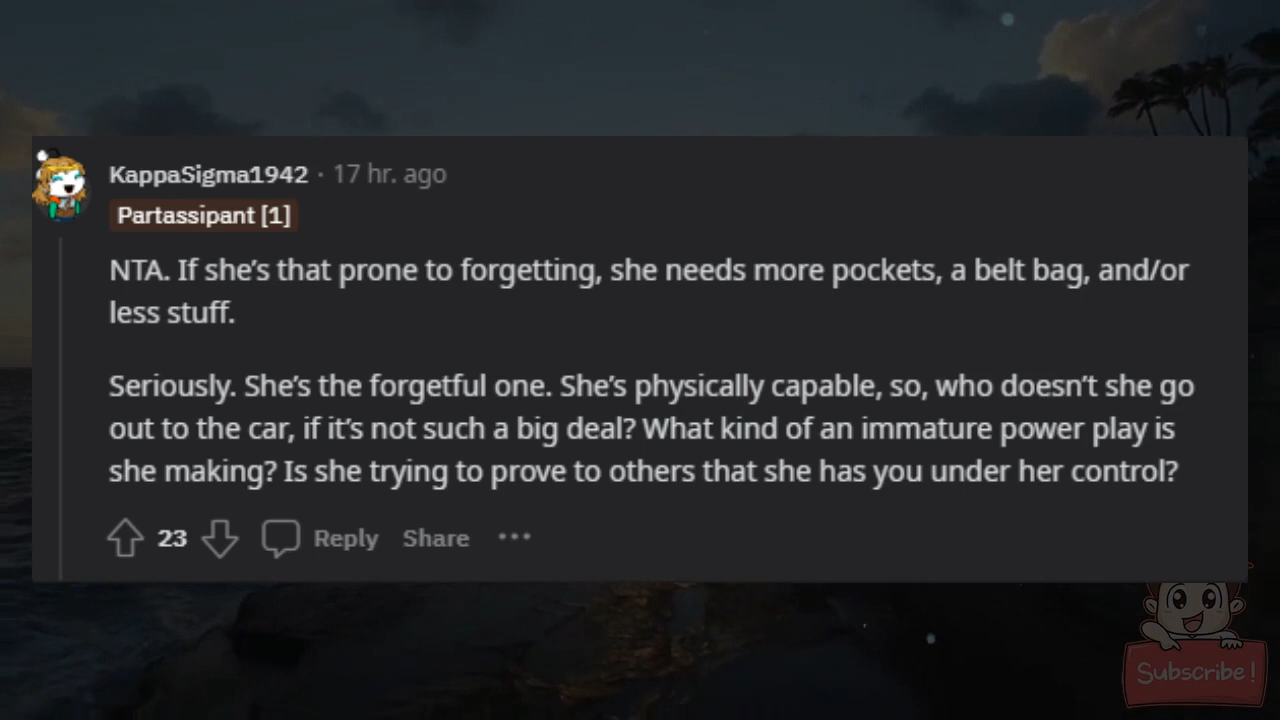 KappaSigma1942 · 17 hr. ago
Partassipant [1]
NTA. If she’s that prone to forgetting, she needs more pockets, a belt bag, and/or
less stuff.
Seriously. She’s the forgetful one. She’s physically capable, so, who doesn’t she go
out to the car, if it’s not such a big deal? What kind of an immature power play is
she making? Is she trying to prove to others that she has you under her control?
23 Reply Share ···
Subscribe!